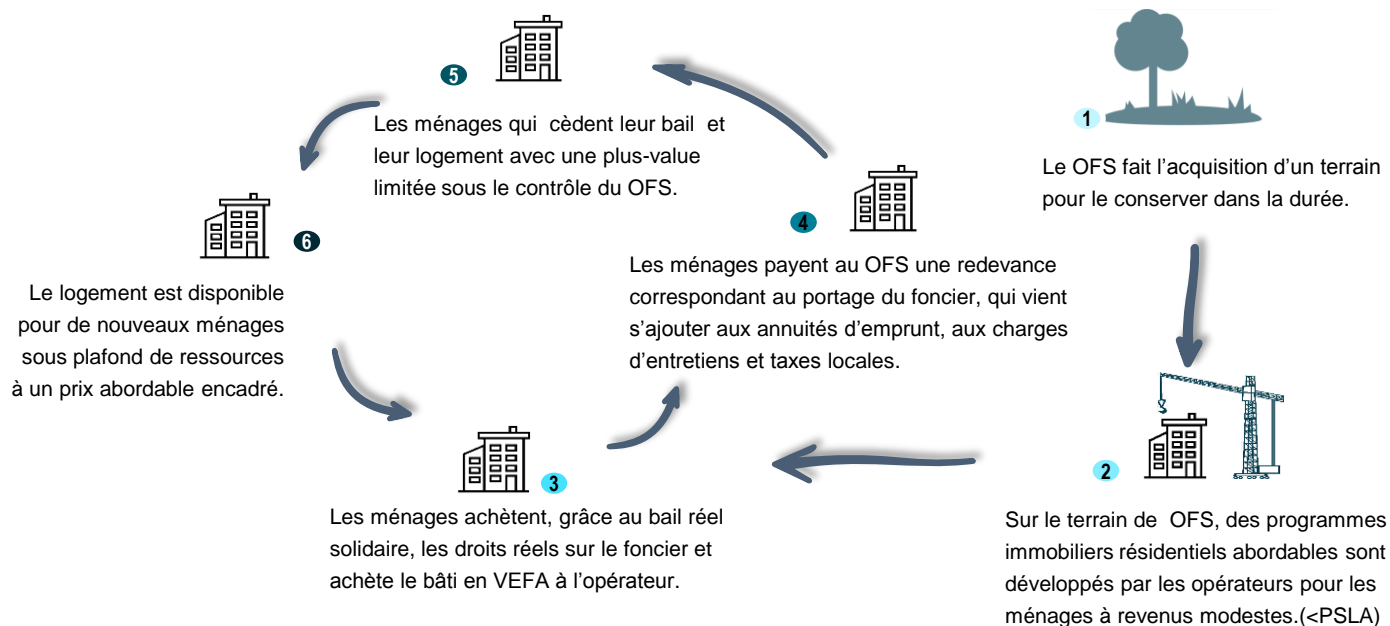 1
Le OFS fait l’acquisition d’un terrain
pour le conserver dans la durée.
2
Sur le terrain de OFS, des programmes
immobiliers résidentiels abordables sont
développés par les opérateurs pour les
ménages à revenus modestes.(<PSLA)
3
Les ménages achètent, grâce au bail réel
solidaire, les droits réels sur le foncier et
achète le bâti en VEFA à l’opérateur.
4
Les ménages payent au OFS une redevance
correspondant au portage du foncier, qui vient
s’ajouter aux annuités d’emprunt, aux charges
d’entretiens et taxes locales.
5
Les ménages qui cèdent leur bail et
leur logement avec une plus-value
limitée sous le contrôle du OFS.
6
Le logement est disponible
pour de nouveaux ménages
sous plafond de ressources
à un prix abordable encadré.